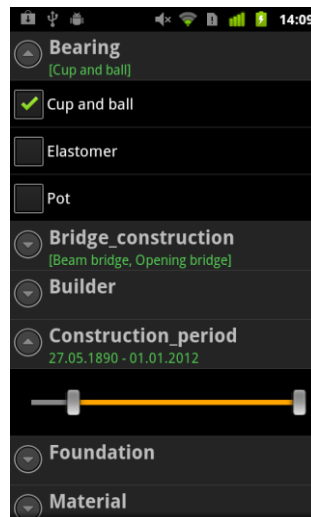 14:09
Bearing
[Cup and ball]
Cup and ball
Elastomer
Pot
Bridge_construction
[Beam bridge, Opening bridge]
Builder
Construction_period
27.05.1890 - 01.01.2012
Foundation
Material